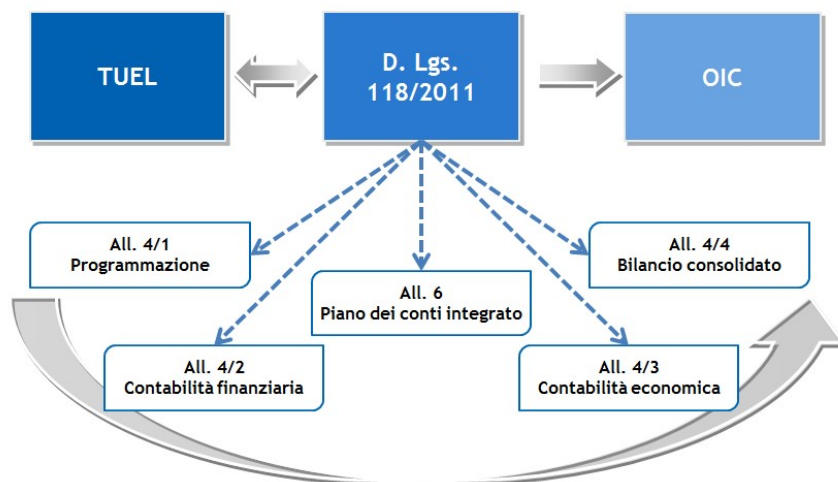 TUEL
D. Lgs.
118/2011
OIC
All. 4/1
Programmazione
All. 4/4
Bilancio consolidato
All. 6
Piano dei conti integrato
All. 4/2
Contabilità finanziaria
All. 4/3
Contabilità economica